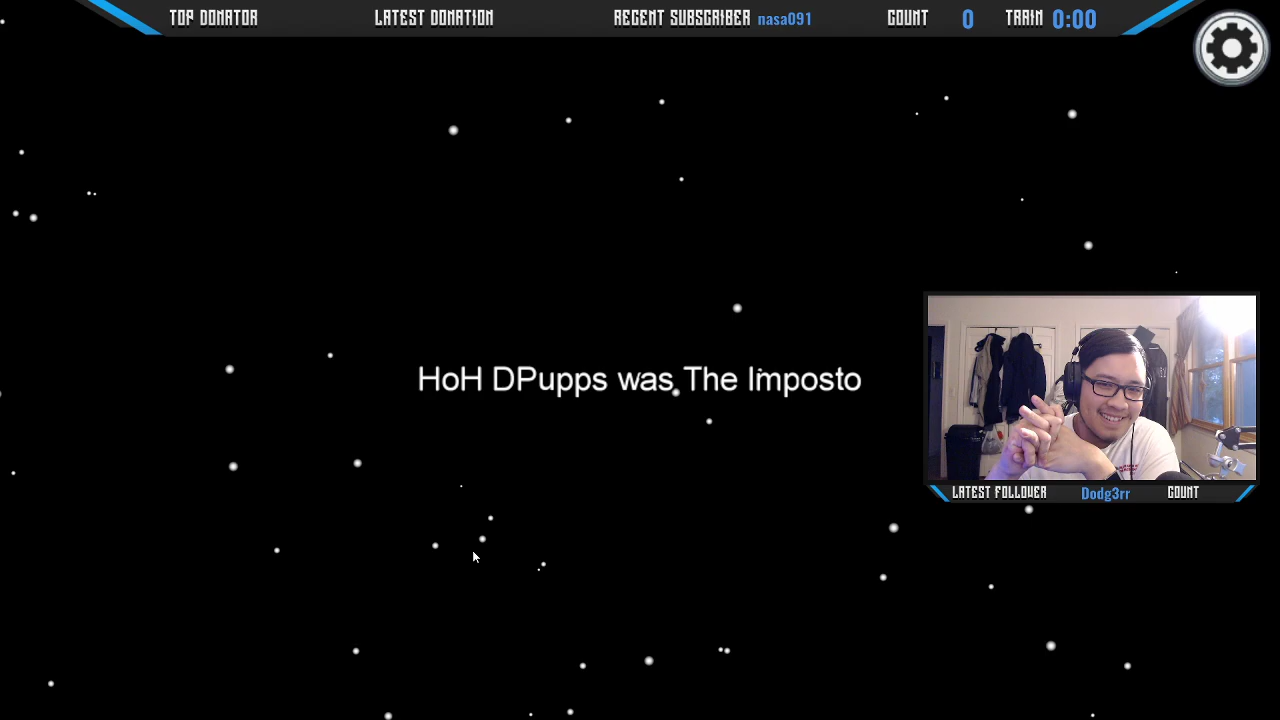 TOP DONATOR LATEST DONATION RECENT SUBSCRIBER nasa091 COUNT 0 TRAIN 0:00
HoH DPupps was The Imposto
LATEST FOLLOWER Dodg3rr COUNT